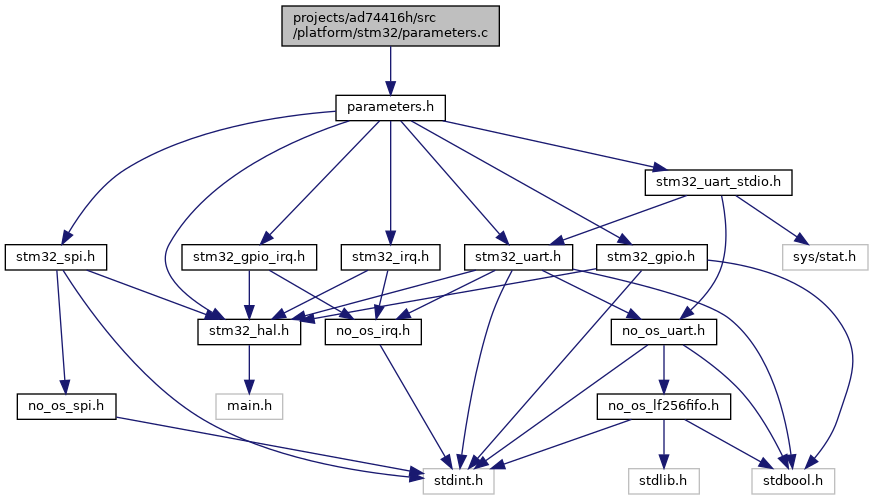 projects/ad74416h/src
/platform/stm32/parameters.c
parameters.h
stm32_uart_stdio.h
stm32_spi.h
stm32_gpio_irq.h
stm32_irq.h
stm32_uart.h
stm32_gpio.h
sys/stat.h
stm32_hal.h
no_os_irq.h
no_os_uart.h
no_os_spi.h
main.h
no_os_lf256fifo.h
stdint.h
stdlib.h
stdbool.h